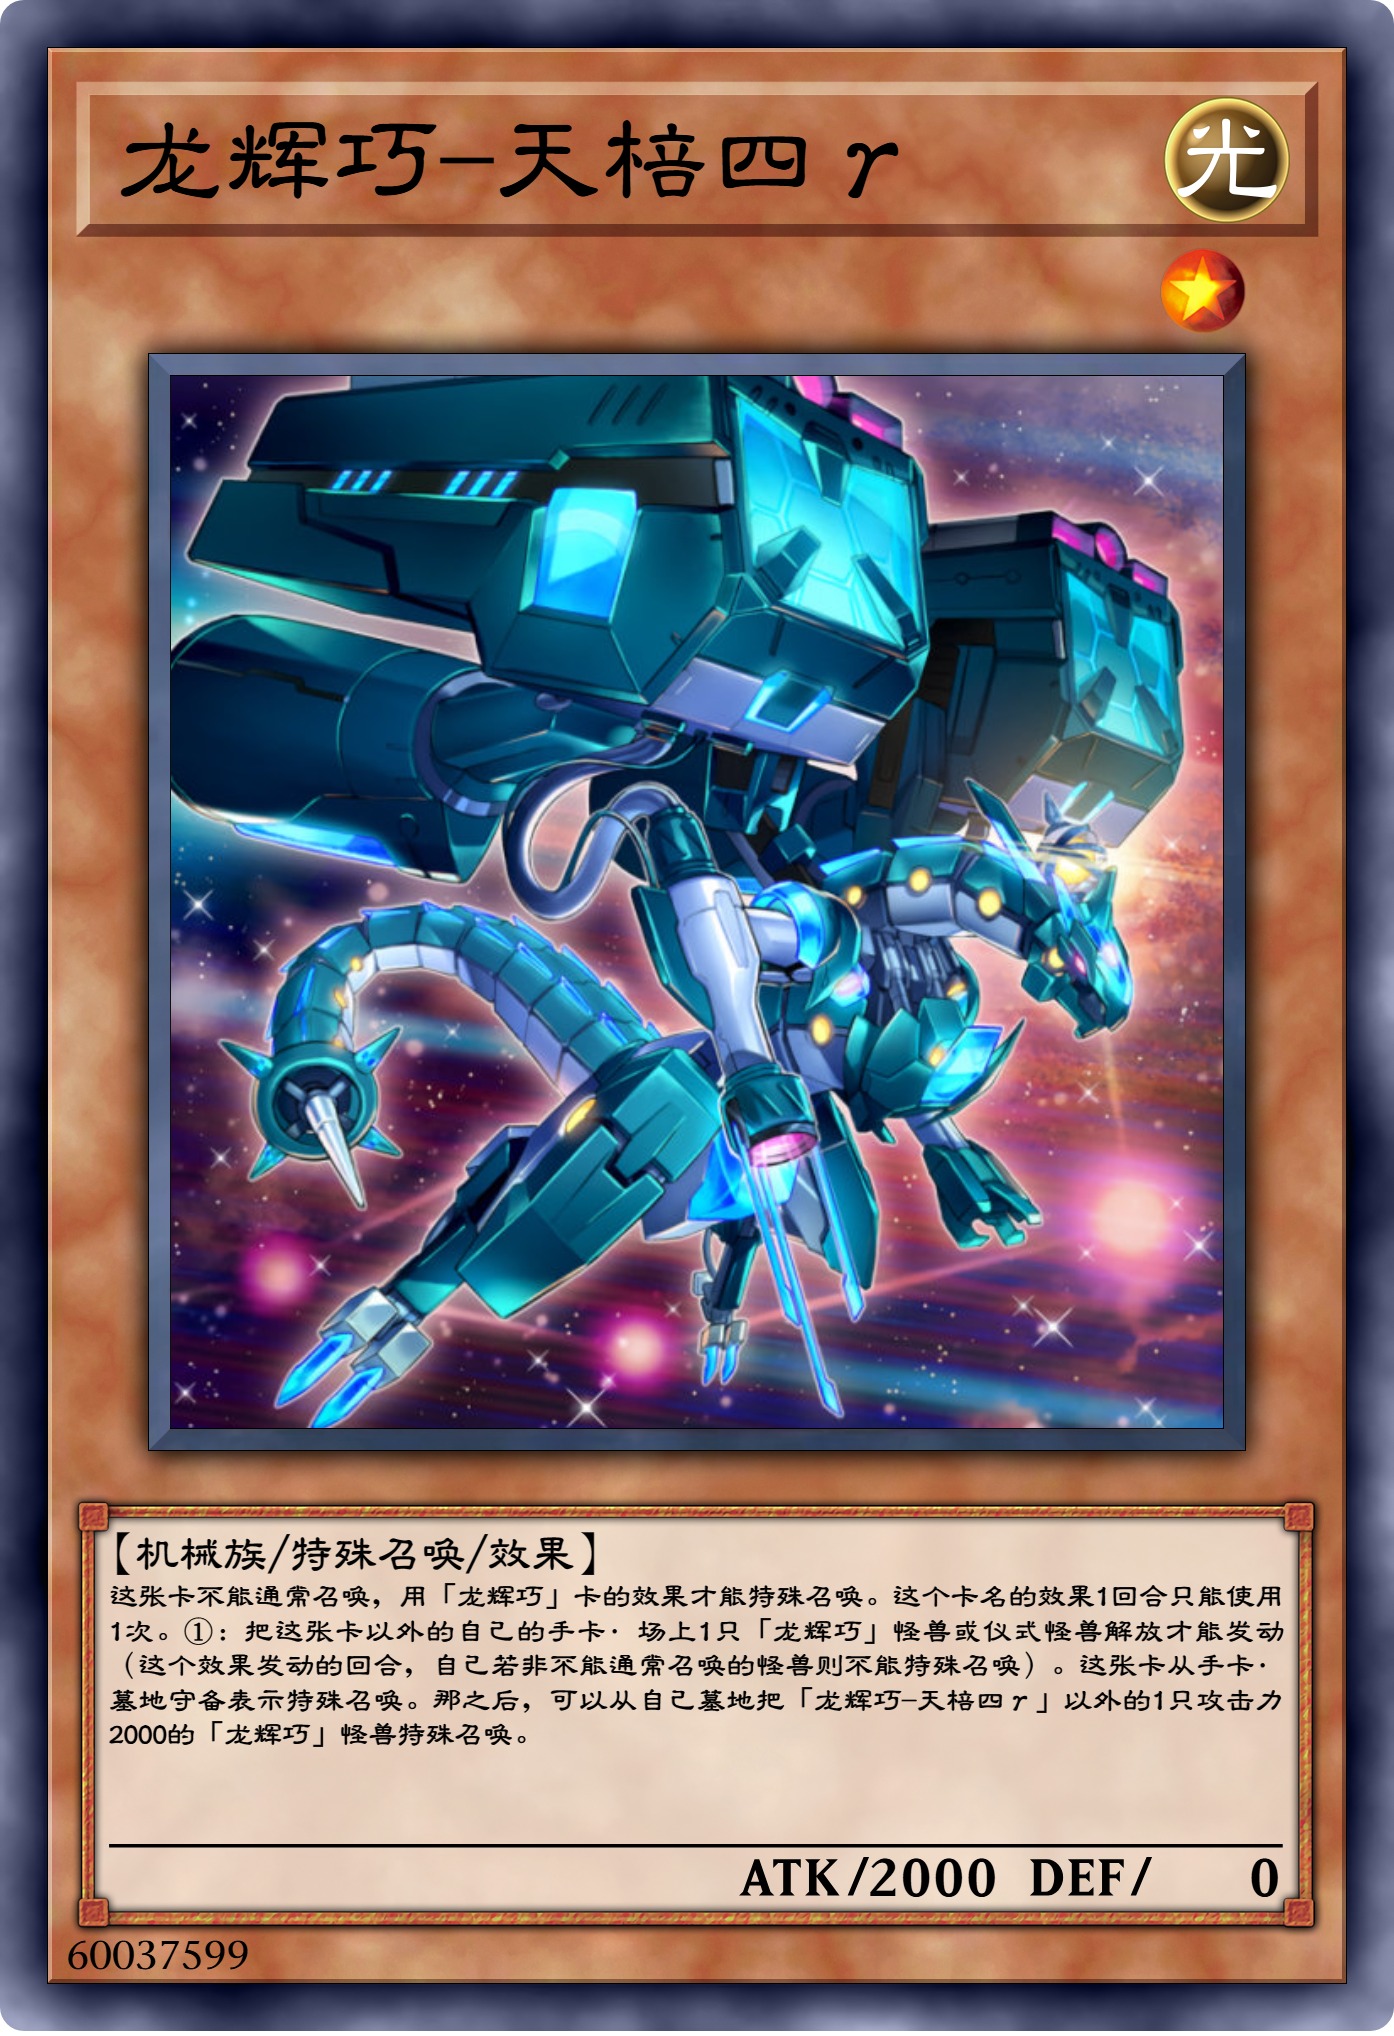 龙辉巧-天棓四γ
光
【机械族/特殊召唤/效果】
这张卡不能通常召唤，用「龙辉巧」卡的效果才能特殊召唤。这个卡名的效果1回合只能使用
1次。①：把这张卡以外的自己的手卡·场上1只「龙辉巧」怪兽或仪式怪兽解放才能发动
（这个效果发动的回合，自己若非不能通常召唤的怪兽则不能特殊召唤）。这张卡从手卡·
墓地守备表示特殊召唤。那之后，可以从自己墓地把「龙辉巧-天棓四γ」以外的1只攻击力
2000的「龙辉巧」怪兽特殊召唤。
ATK/2000 DEF/ 0
60037599